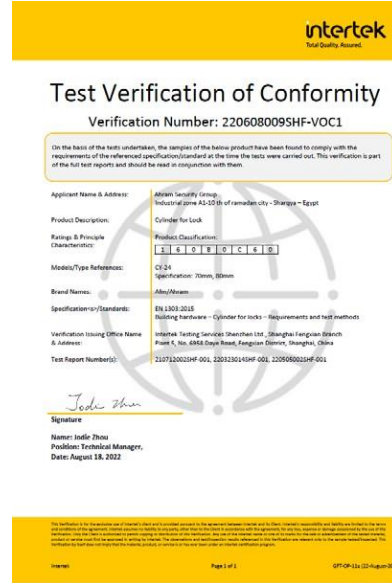 intertek
Total Quality. Assured.
Test Verification of Conformity
Verification Number: 220608009SHF-VOC1
On the basis of the tests undertaken, the samples of the below product have been found to comply with the
requirements of the referenced specification/standard at the time the tests were carried out. This verification is part
of the full test reports and should be read in conjunction with them.
Applicant Name & Address: Ahram Security Group
Industrial zone A1-10 th of ramadan city - Sharqya – Egypt
Product Description: Cylinder for Lock
Ratings & Principle Characteristics: Product Classification:
1 6 0 B 0 C 6 0
Models/Type References: CY-24
Specification: 70mm, 80mm
Brand Names: Afm/Ahram
Specification<s>/Standards: EN 1303:2015
Building hardware – Cylinder for locks – Requirements and test methods
Verification Issuing Office Name & Address: Intertek Testing Services Shenzhen Ltd., Shanghai Fengxian Branch
Plant 5, No. 6958 Daye Road, Fengxian District, Shanghai, China
Test Report Number(s): 210712002SHF-001, 220323014SHF-001, 220505002SHF-001
Signature
Name: Jodie Zhou
Position: Technical Manager,
Date: August 18, 2022
Intertek
Page 1 of 2